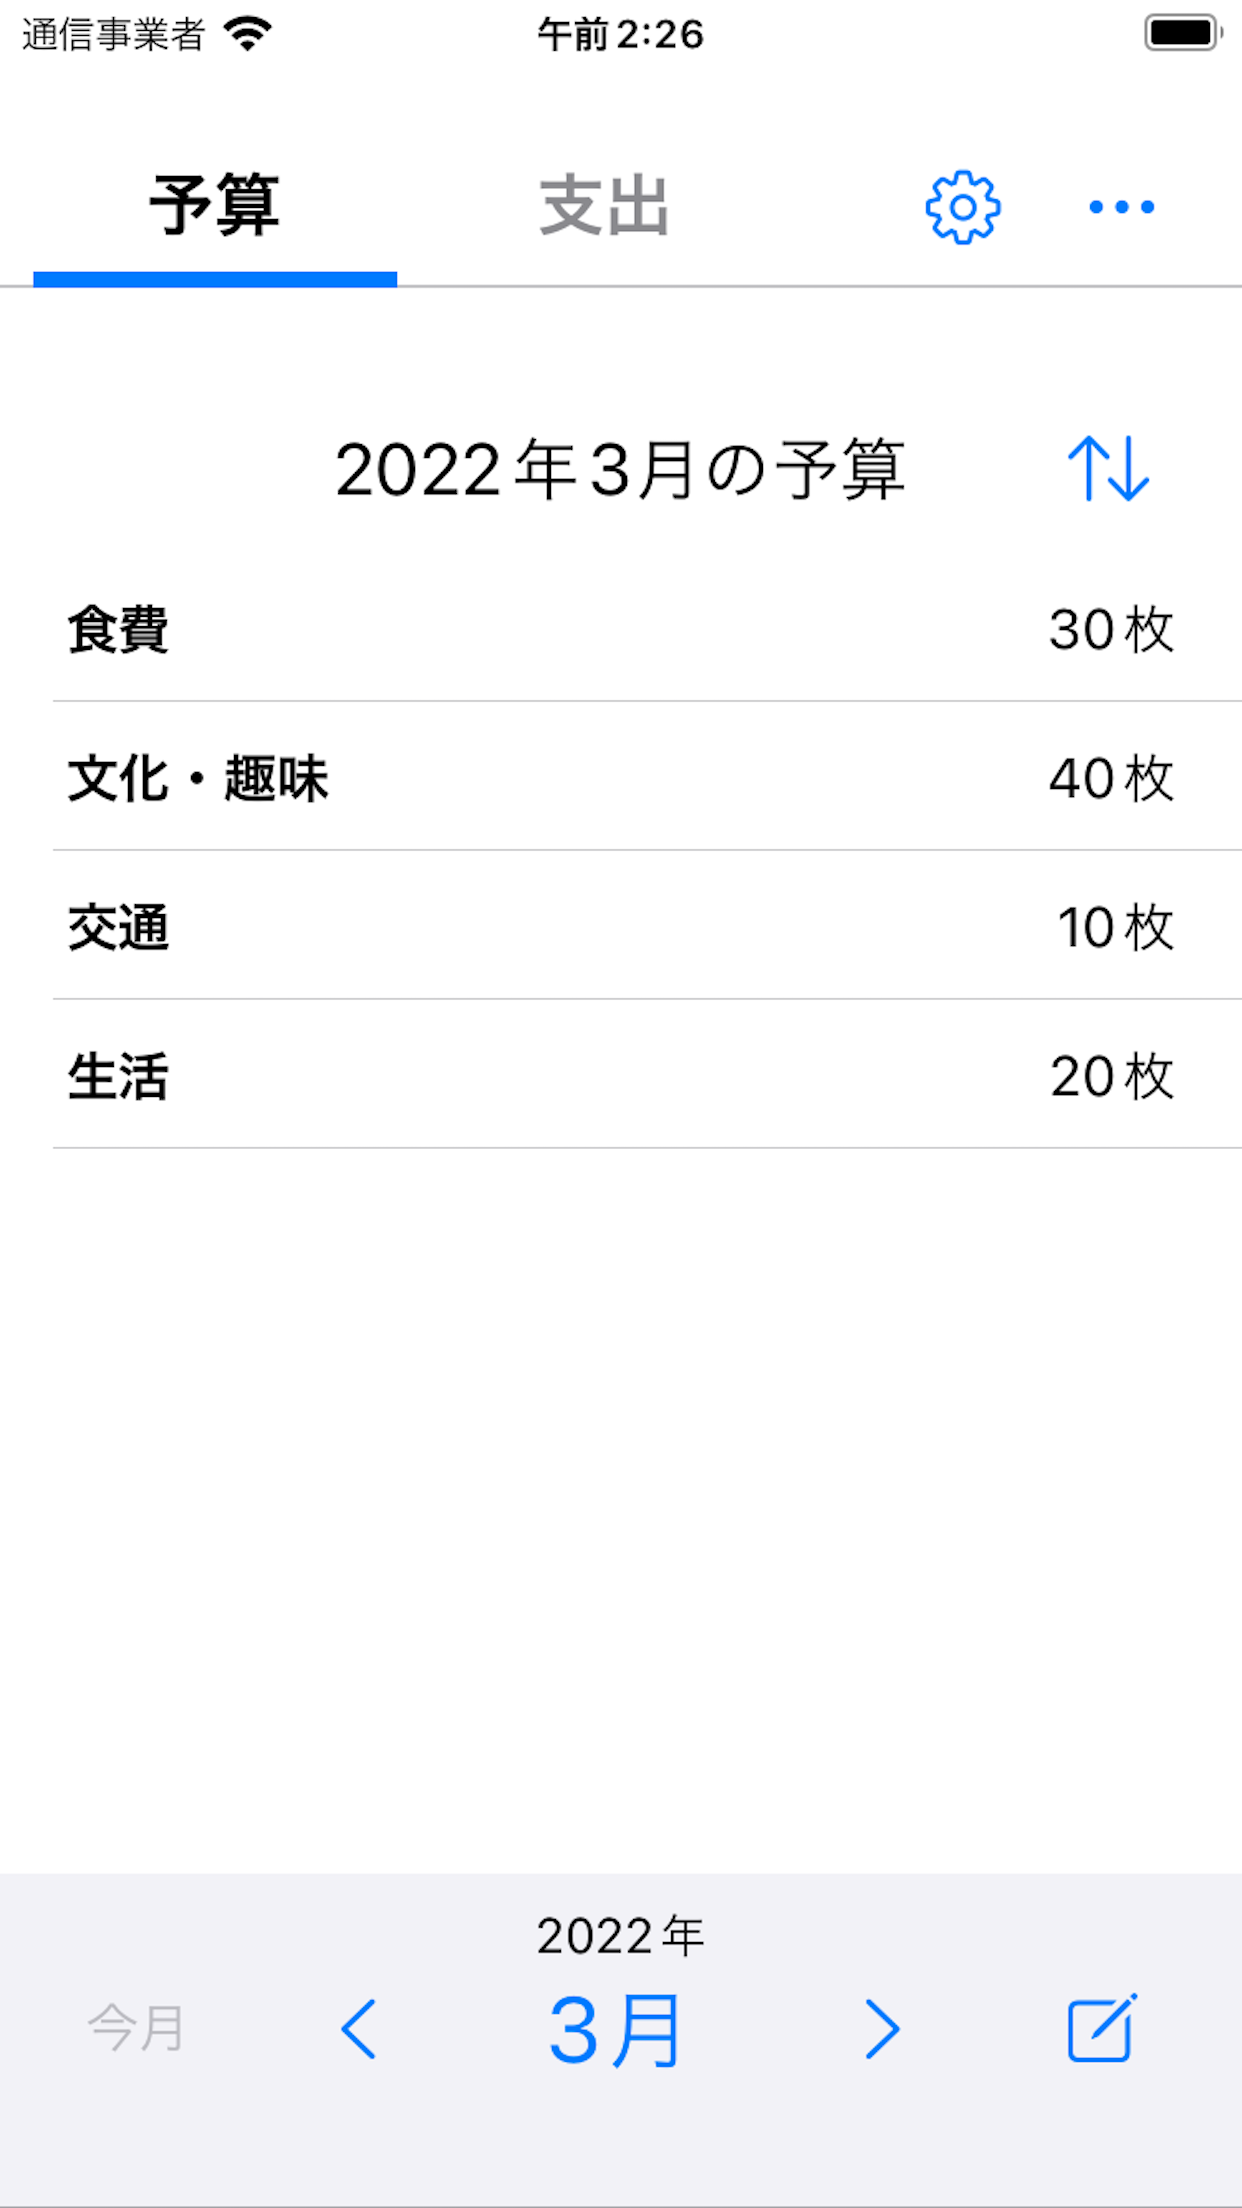 通信事業者 午前2:26
予算 支出
2022年3月の予算
食費 30枚
文化・趣味 40枚
交通 10枚
生活 20枚
2022年
今月 3月